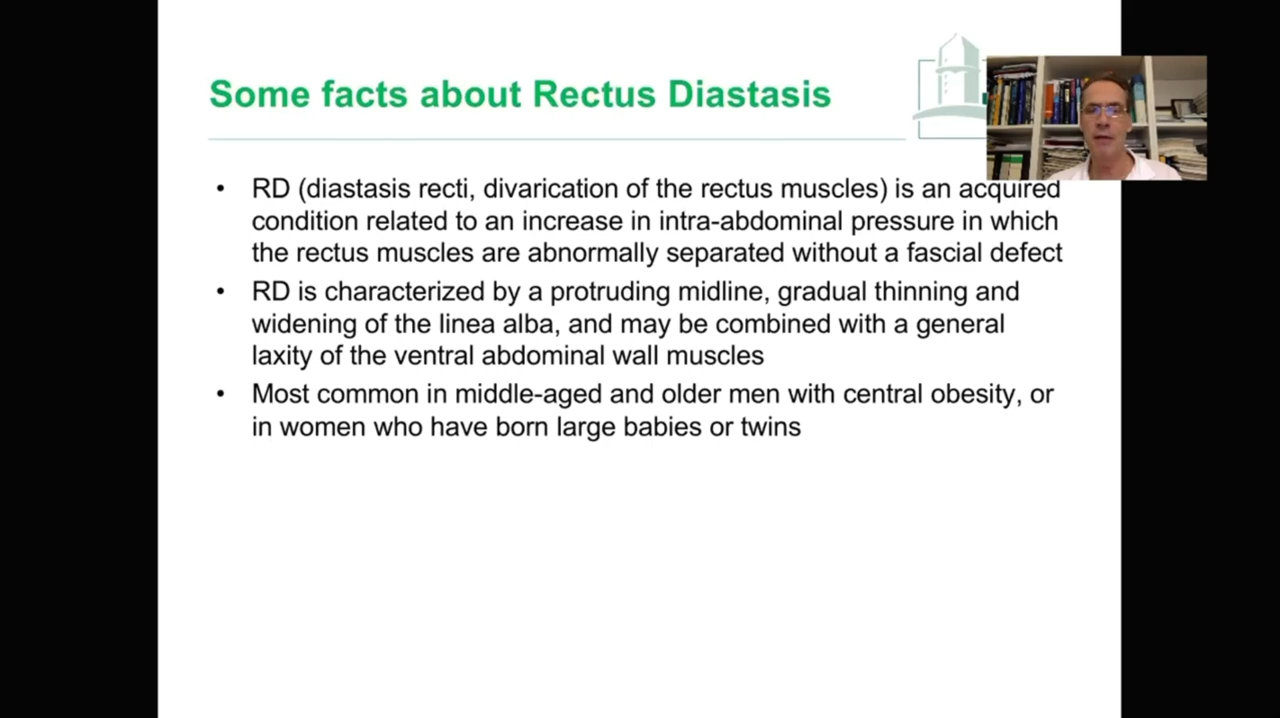 Some facts about Rectus Diastasis
• RD (diastasis recti, divarication of the rectus muscles) is an acquired
condition related to an increase in intra-abdominal pressure in which
the rectus muscles are abnormally separated without a fascial defect
• RD is characterized by a protruding midline, gradual thinning and
widening of the linea alba, and may be combined with a general
laxity of the ventral abdominal wall muscles
• Most common in middle-aged and older men with central obesity, or
in women who have born large babies or twins